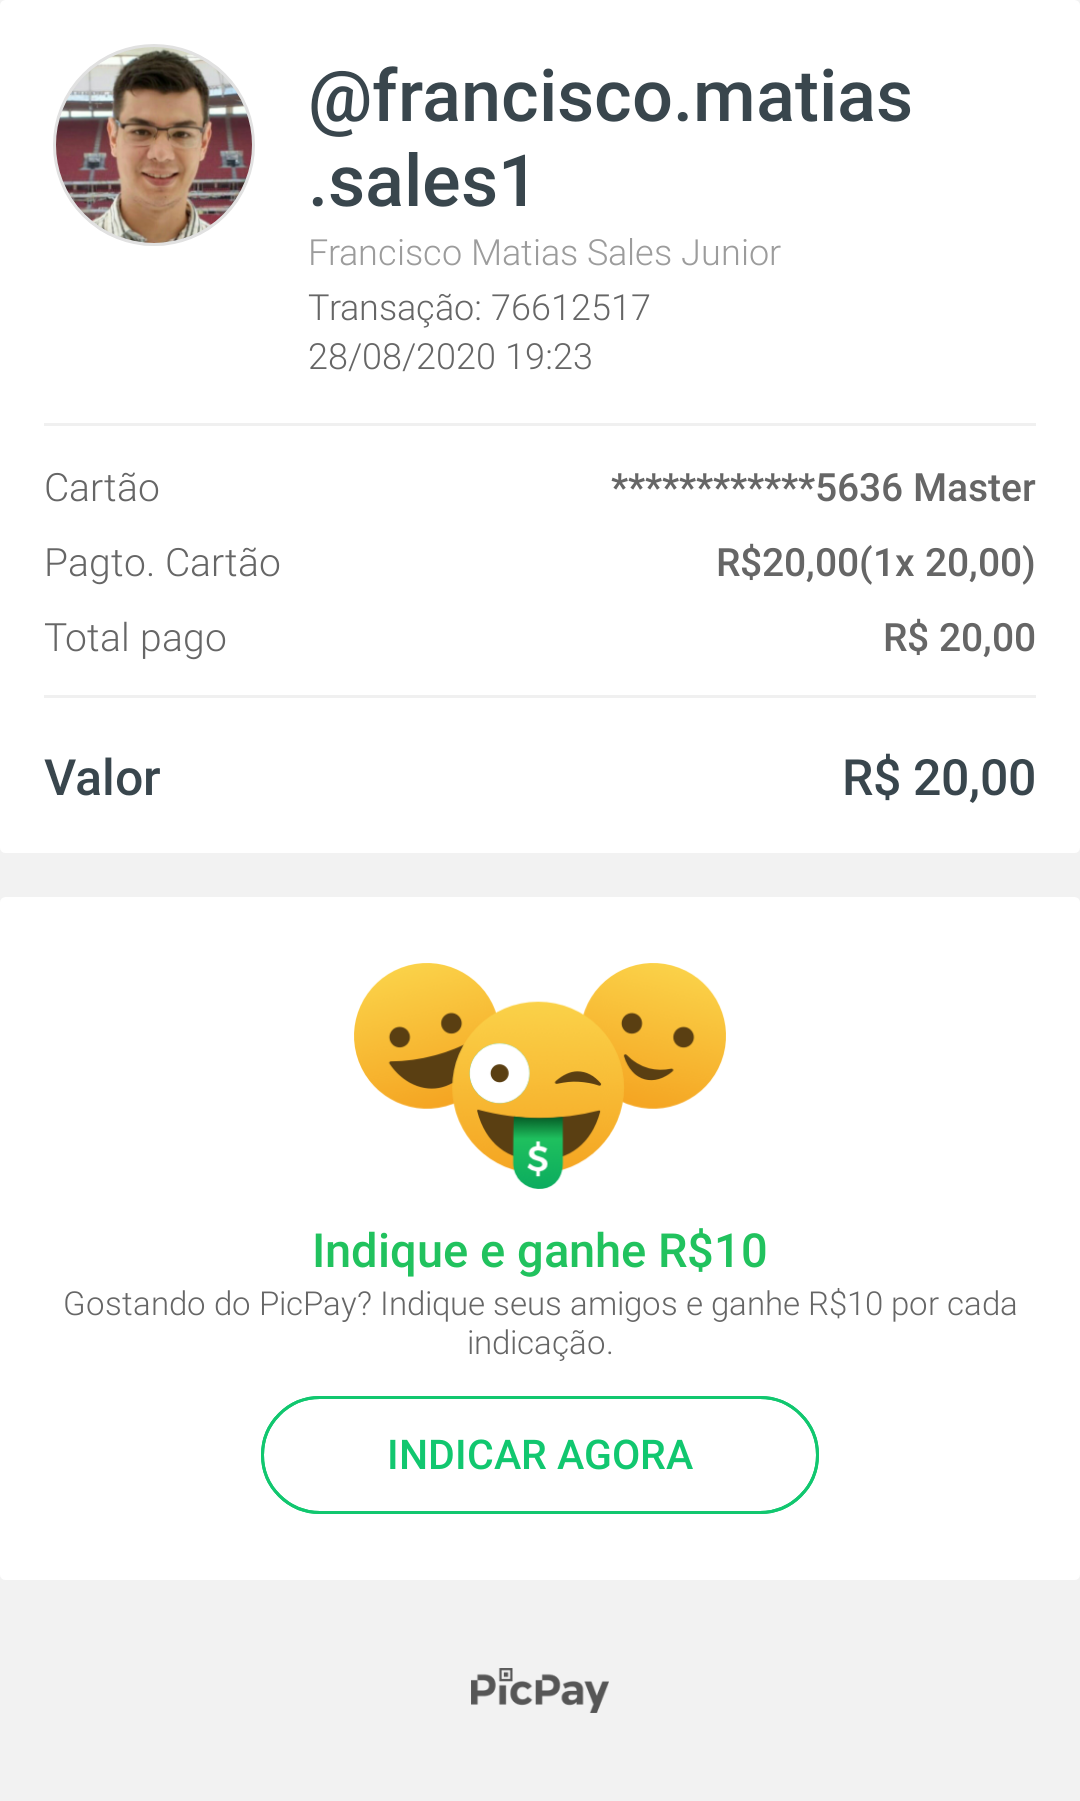 @francisco.matias
.sales1
Francisco Matias Sales Junior
Transação: 76612517
28/08/2020 19:23
Cartão ************5636 Master
Pagto. Cartão R$20,00(1x 20,00)
Total pago R$ 20,00
Valor R$ 20,00
$
Indique e ganhe R$10
Gostando do PicPay? Indique seus amigos e ganhe R$10 por cada
indicação.
INDICAR AGORA
PicPay